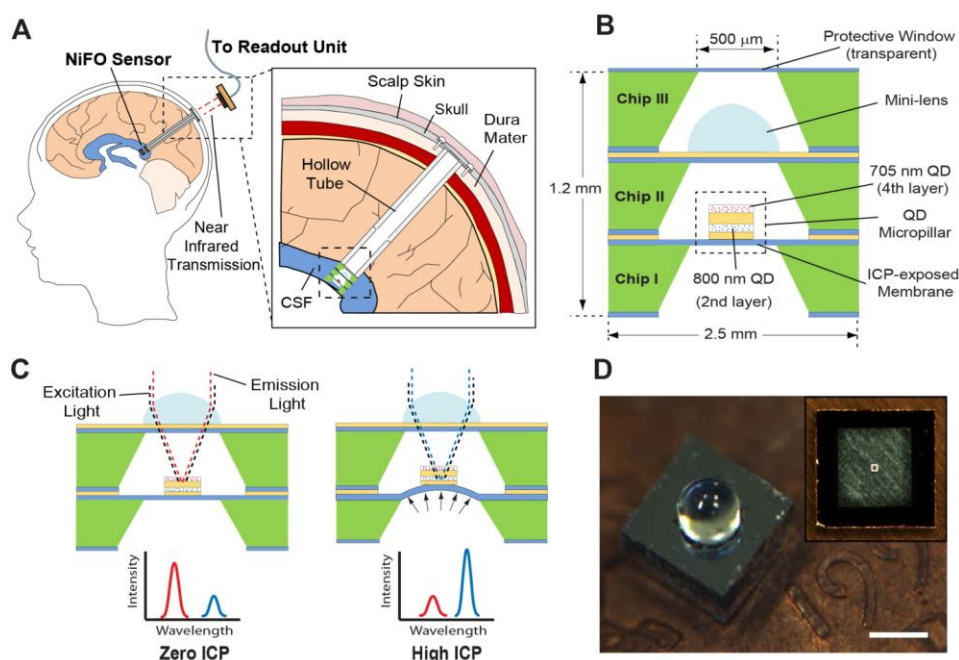 A
NiFO Sensor
To Readout Unit
Near
Infrared
Transmission
Scalp Skin
Skull
Dura
Mater
Hollow
Tube
CSF
B
500 μm
Protective Window
(transparent)
Chip III
Mini-lens
1.2 mm
Chip II
705 nm QD
(4th layer)
QD
Micropillar
Chip I
800 nm QD
(2nd layer)
ICP-exposed
Membrane
2.5 mm
C
Excitation
Light
Emission
Light
Intensity
Wavelength
Zero ICP
Intensity
Wavelength
High ICP
D